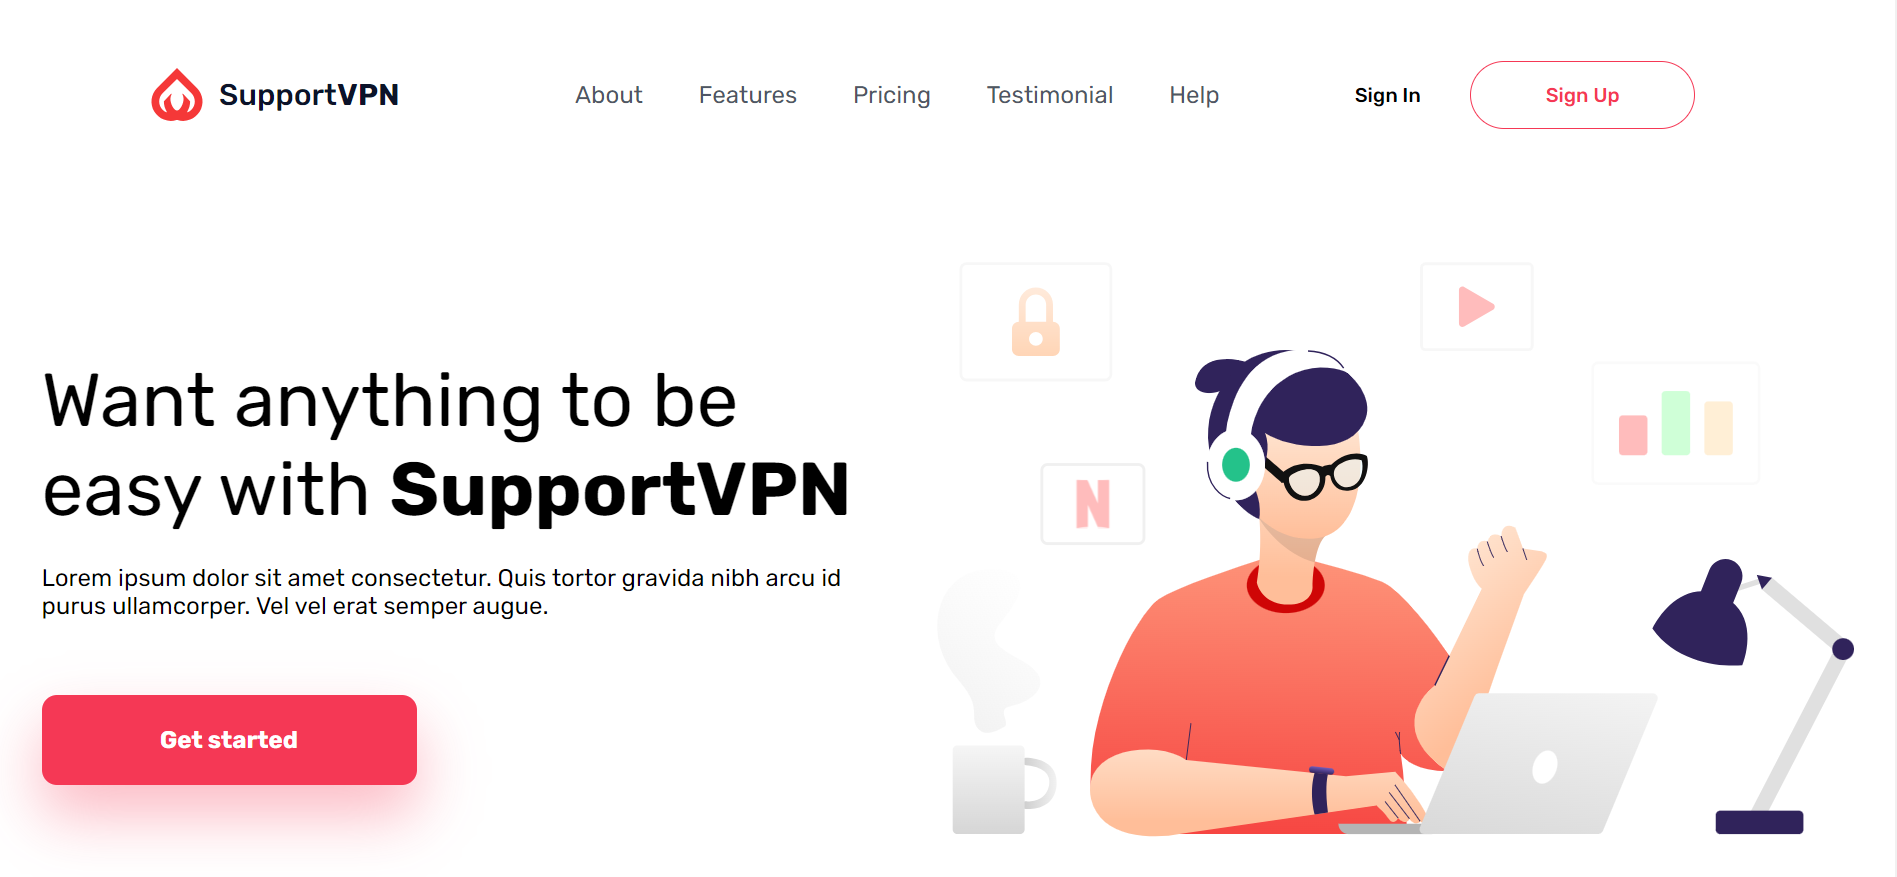 SupportVPN
About
Features
Pricing
Testimonial
Help
Sign In
Sign Up
Want anything to be
easy with SupportVPN
Lorem ipsum dolor sit amet consectetur. Quis tortor gravida nibh arcu id
purus ullamcorper. Vel vel erat semper augue.
Get started
N